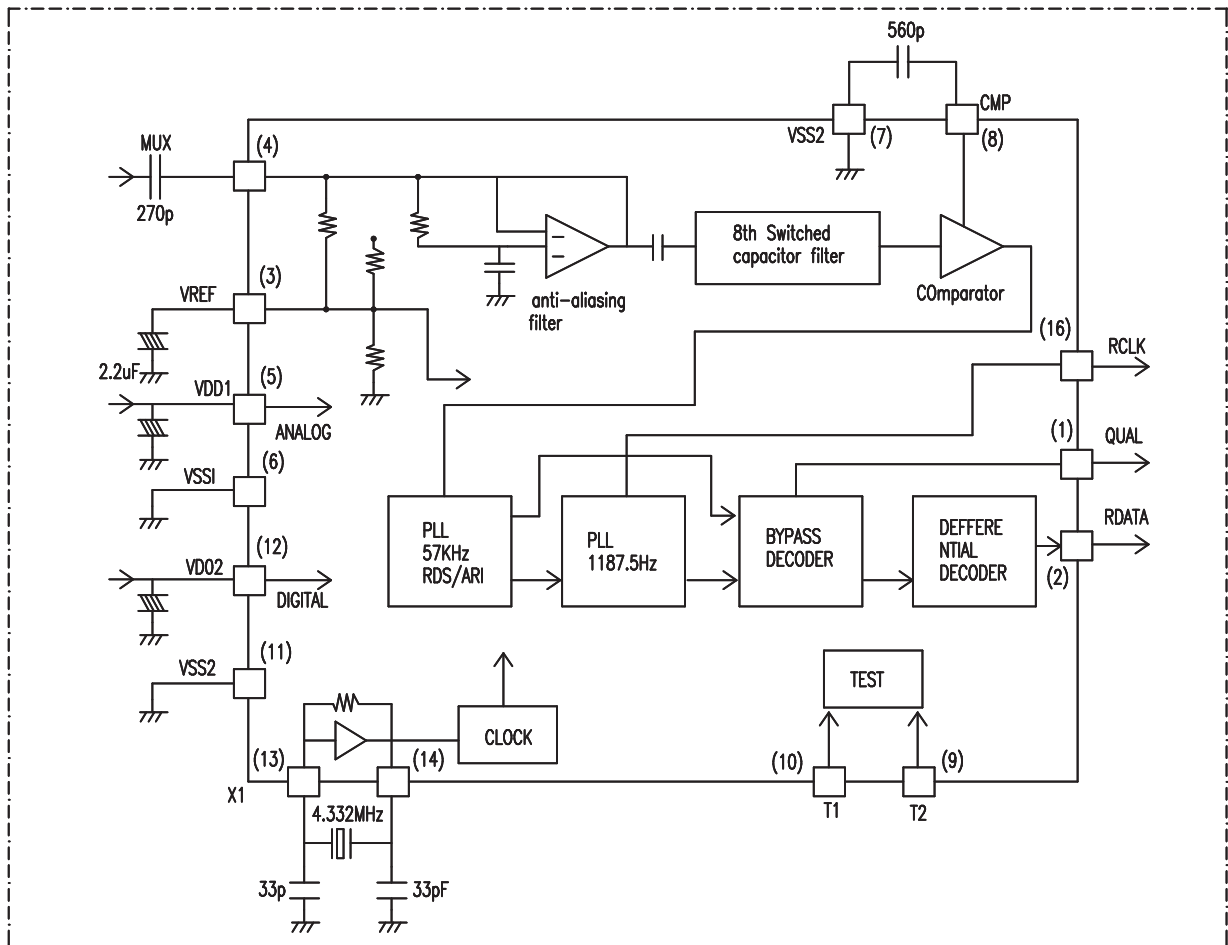 560p
CMP
VSS2
(7)
(8)
MUX
(4)
270p
8th Switched
capacitor filter
COmparator
anti-aliasing
filter
(3)
VREF
2.2uF
(5)
VDD1
ANALOG
(6)
VSSI
(12)
VDO2
DIGITAL
(11)
VSS2
(16)
RCLK
(1)
QUAL
RDATA
(2)
PLL
57KHz
RDS/ARI
PLL
1187.5Hz
BYPASS
DECODER
DEFFERE
NTIAL
DECODER
TEST
CLOCK
(13)
(14)
X1
4.332MHz
33p
33pF
(10)
(9)
T1
T2